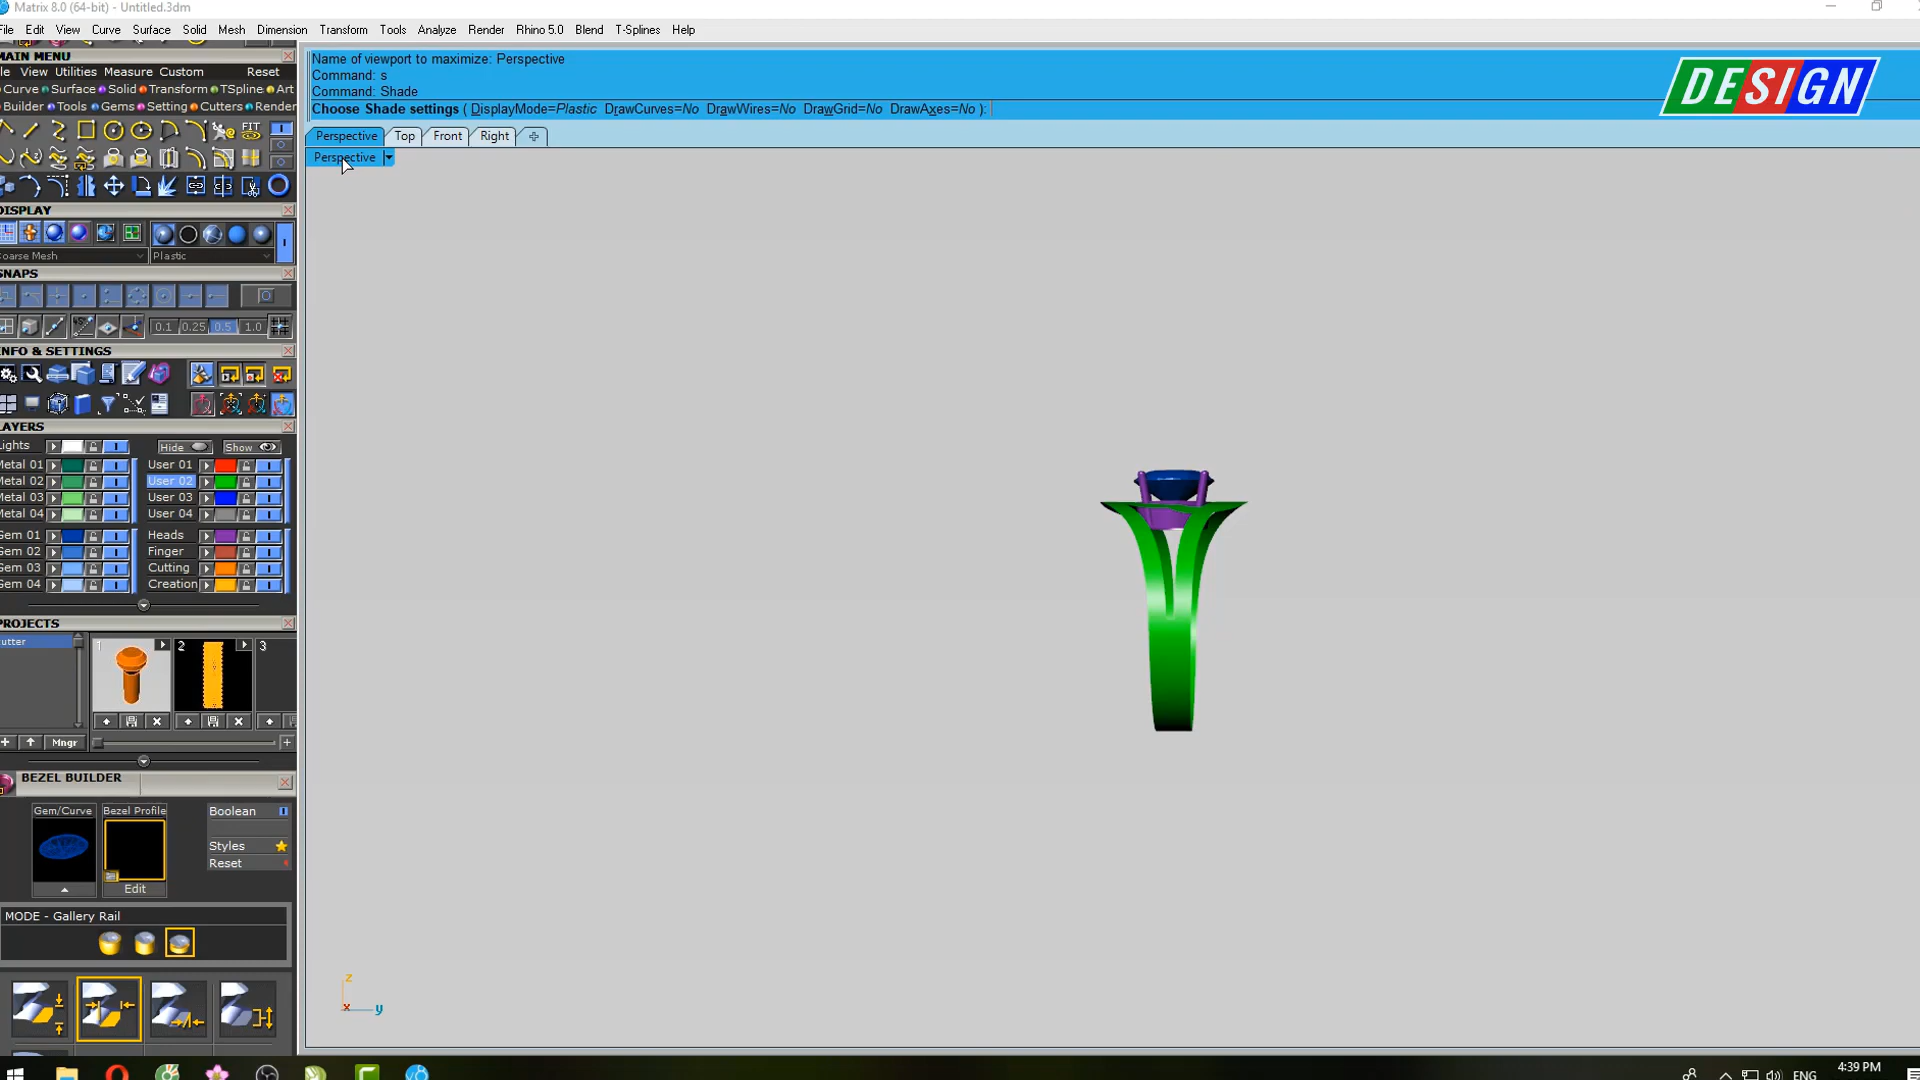 Matrix 8.0 (64-bit) - Untitled.3dm
File Edit View Curve Surface Solid Mesh Dimension Transform Tools Analyze Render Rhino 5.0 Blend T-Splines Help
MAIN MENU
le View Utilities Measure Custom Reset
Curve Surface Solid Transform TSpline Art
Builder Tools Gems Setting Cutters Render
FIT
DISPLAY
oarse Mesh Plastic
SNAPS
0.1 0.25 0.5 1.0
INFO & SETTINGS
LAYERS
Lights Hide Show
Metal 01 User 01
Metal 02 User 02
Metal 03 User 03
Metal 04 User 04
Gem 01 Heads
Gem 02 Finger
Gem 03 Cutting
Gem 04 Creation
PROJECTS
utter
1 2 3
Mngr
BEZEL BUILDER
Gem/Curve Bezel Profile Boolean
Styles
Reset
Edit
MODE - Gallery Rail
Name of viewport to maximize: Perspective
Command: s
Command: Shade
Choose Shade settings ( DisplayMode=Plastic DrawCurves=No DrawWires=No DrawGrid=No DrawAxes=No ):
Perspective Top Front Right
Perspective
DESIGN
z
x y
ENG
4:39 PM